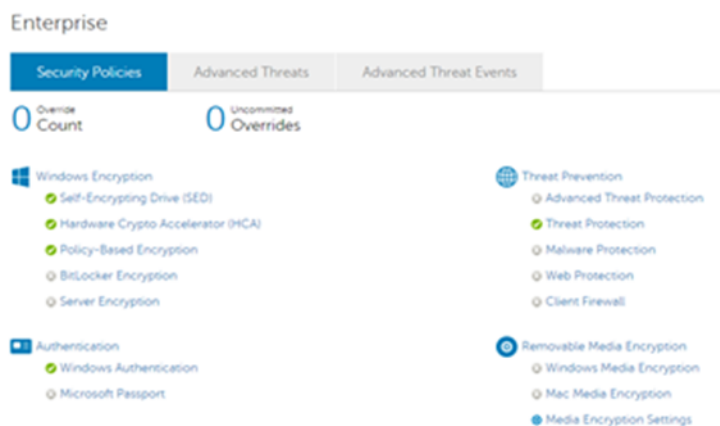 Enterprise
Security Policies
Advanced Threats
Advanced Threat Events
0 Override Count
0 Uncommitted Overrides
Windows Encryption
Self-Encrypting Drive (SED)
Hardware Crypto Accelerator (HCA)
Policy-Based Encryption
BitLocker Encryption
Server Encryption
Authentication
Windows Authentication
Microsoft Passport
Threat Prevention
Advanced Threat Protection
Threat Protection
Malware Protection
Web Protection
Client Firewall
Removable Media Encryption
Windows Media Encryption
Mac Media Encryption
Media Encryption Settings